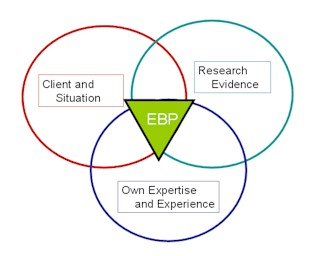 Client and
Situation
Research
Evidence
EBP
Own Expertise
and Experience